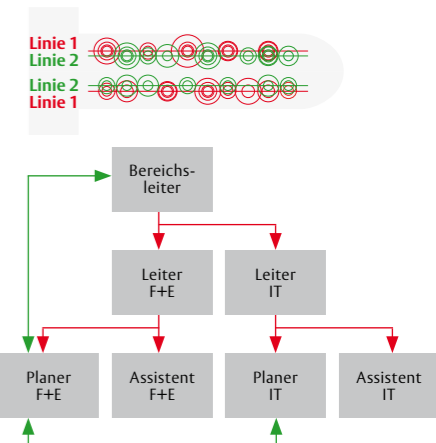 Linie 1
Linie 2
Linie 2
Linie 1
Bereichs-
leiter
Leiter
F+E
Leiter
IT
Planer
F+E
Assistent
F+E
Planer
IT
Assistent
IT